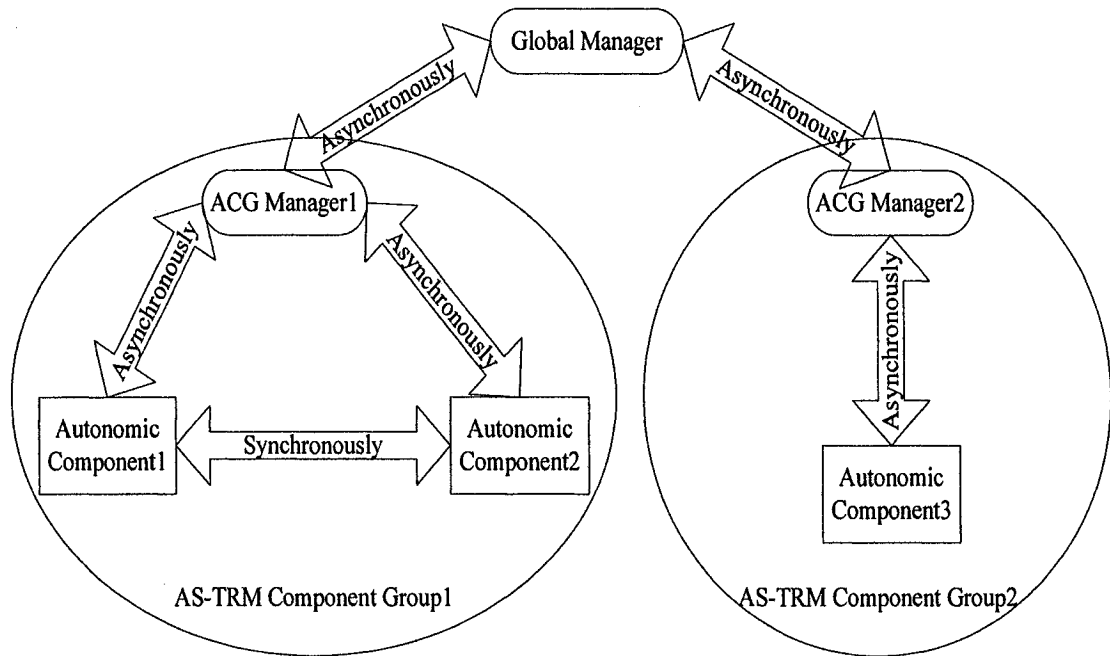 Global Manager
Asynchronously
Asynchronously
ACG Manager1
ACG Manager2
Asynchronously
Asynchronously
Asynchronously
Autonomic
Component1
Synchronously
Autonomic
Component2
Autonomic
Component3
AS-TRM Component Group1
AS-TRM Component Group2